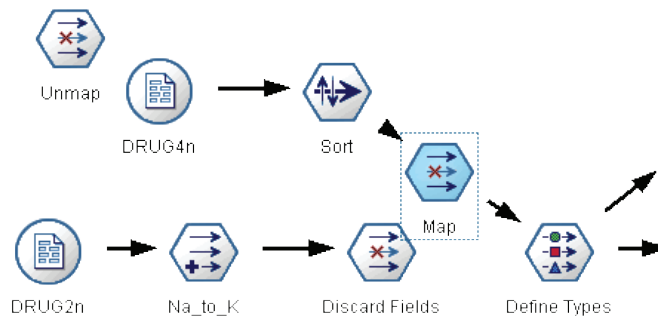 Unmap
DRUG4n
Sort
Map
DRUG2n
Na_to_K
Discard Fields
Define Types